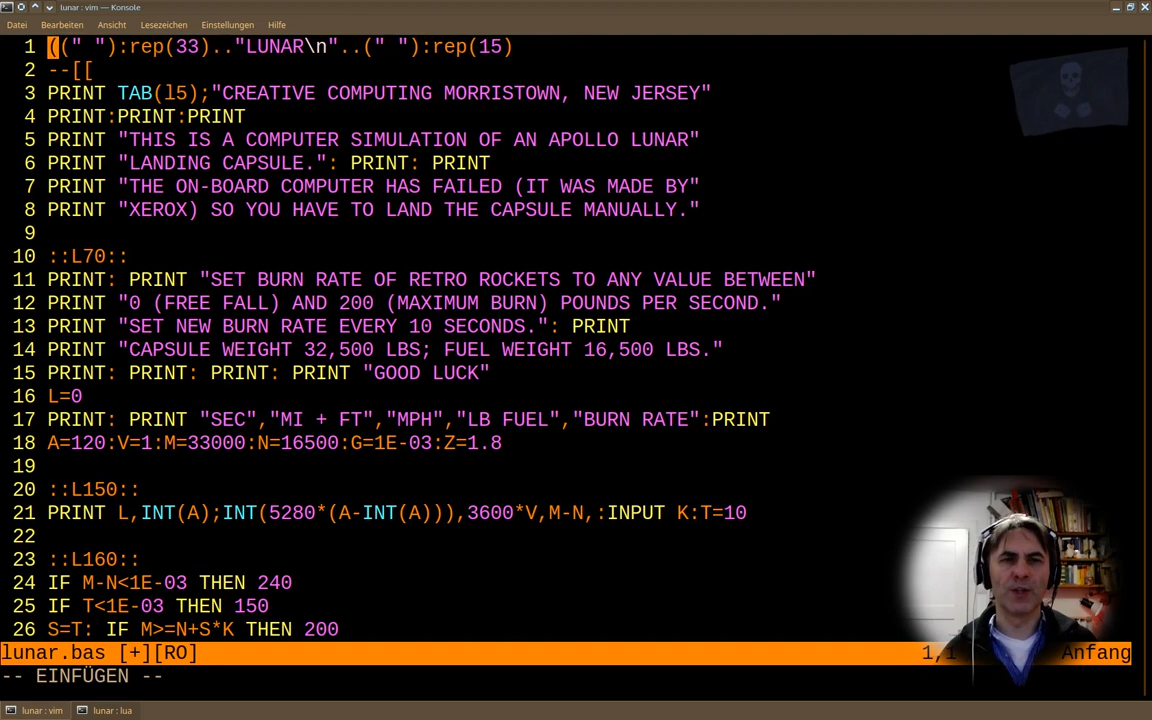 lunar : vim — Konsole
Datei Bearbeiten Ansicht Lesezeichen Einstellungen Hilfe
1 ((" "):rep(33).."LUNAR\n"..(" "):rep(15)
2 --[[
3 PRINT TAB(l5);"CREATIVE COMPUTING MORRISTOWN, NEW JERSEY"
4 PRINT:PRINT:PRINT
5 PRINT "THIS IS A COMPUTER SIMULATION OF AN APOLLO LUNAR"
6 PRINT "LANDING CAPSULE.": PRINT: PRINT
7 PRINT "THE ON-BOARD COMPUTER HAS FAILED (IT WAS MADE BY"
8 PRINT "XEROX) SO YOU HAVE TO LAND THE CAPSULE MANUALLY."
9
10 ::L70::
11 PRINT: PRINT "SET BURN RATE OF RETRO ROCKETS TO ANY VALUE BETWEEN"
12 PRINT "0 (FREE FALL) AND 200 (MAXIMUM BURN) POUNDS PER SECOND."
13 PRINT "SET NEW BURN RATE EVERY 10 SECONDS.": PRINT
14 PRINT "CAPSULE WEIGHT 32,500 LBS; FUEL WEIGHT 16,500 LBS."
15 PRINT: PRINT: PRINT: PRINT "GOOD LUCK"
16 L=0
17 PRINT: PRINT "SEC","MI + FT","MPH","LB FUEL","BURN RATE":PRINT
18 A=120:V=1:M=33000:N=16500:G=1E-03:Z=1.8
19
20 ::L150::
21 PRINT L,INT(A);INT(5280*(A-INT(A))),3600*V,M-N,:INPUT K:T=10
22
23 ::L160::
24 IF M-N<1E-03 THEN 240
25 IF T<1E-03 THEN 150
26 S=T: IF M>=N+S*K THEN 200
lunar.bas [+][RO] 1,1 Anfang
-- EINFÜGEN --
lunar : vim lunar : lua